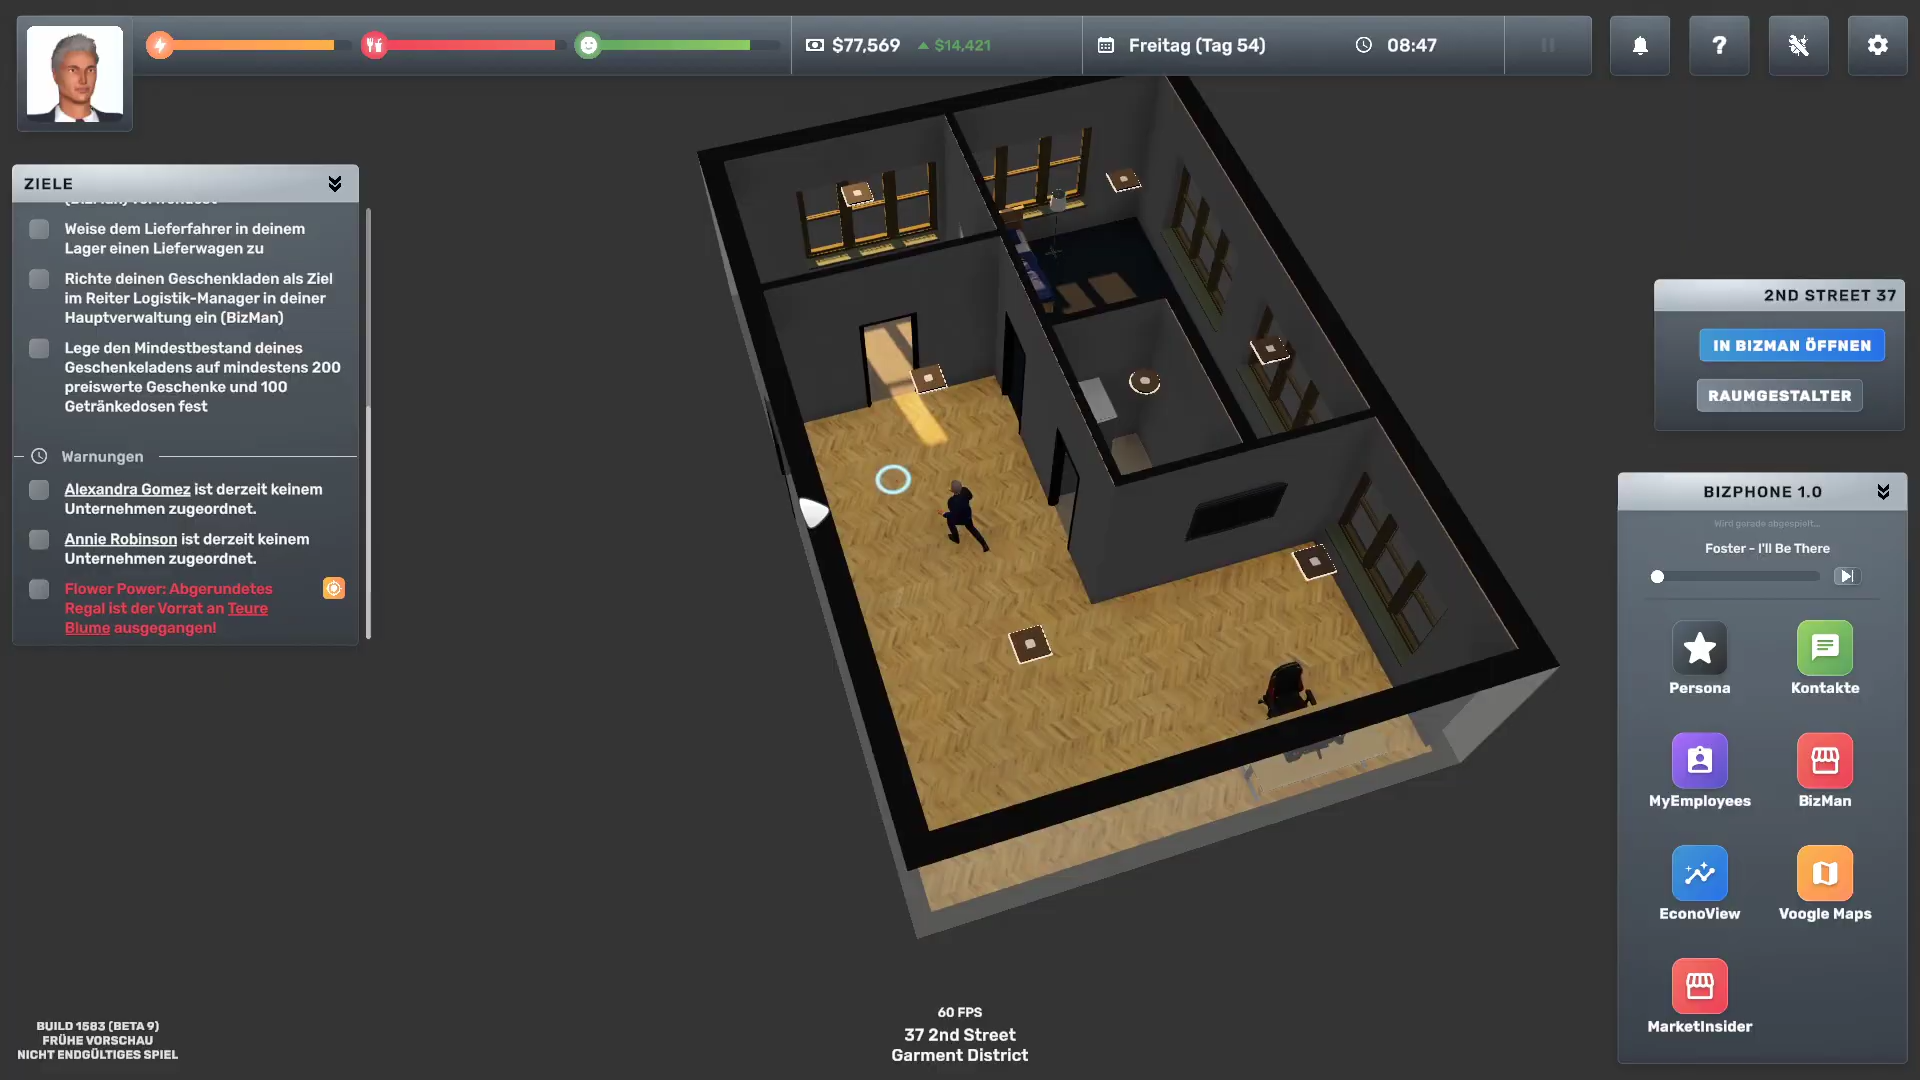 $77,569
$14,421
Freitag (Tag 54)
08:47
?
ZIELE
Weise dem Lieferfahrer in deinem
Lager einen Lieferwagen zu
Richte deinen Geschenkladen als Ziel
im Reiter Logistik-Manager in deiner
Hauptverwaltung ein (BizMan)
Lege den Mindestbestand deines
Geschenkeladens auf mindestens 200
preiswerte Geschenke und 100
Getränkedosen fest
Warnungen
Alexandra Gomez ist derzeit keinem
Unternehmen zugeordnet.
Annie Robinson ist derzeit keinem
Unternehmen zugeordnet.
Flower Power: Abgerundetes
Regal ist der Vorrat an Teure
Blume ausgegangen!
2ND STREET 37
IN BIZMAN ÖFFNEN
RAUMGESTALTER
BIZPHONE 1.0
Wird gerade abgespielt...
Foster - I'll Be There
Persona
Kontakte
MyEmployees
BizMan
EconoView
Voogle Maps
MarketInsider
60 FPS
37 2nd Street
Garment District
BUILD 1583 (BETA 9)
FRÜHE VORSCHAU
NICHT ENDGÜLTIGES SPIEL